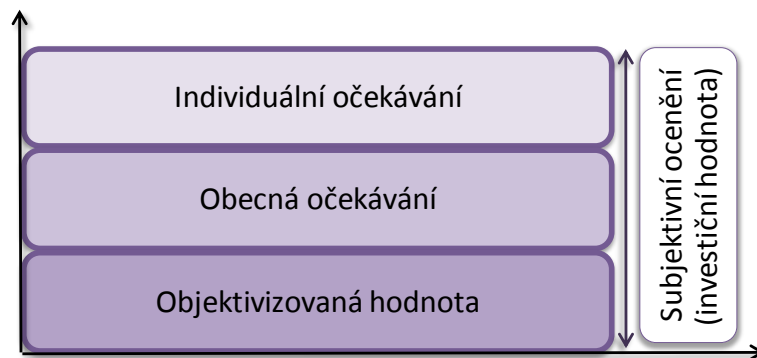 Individuální očekávání
Obecná očekávání
Objektivizovaná hodnota
Subjektivní ocenění
(investiční hodnota)